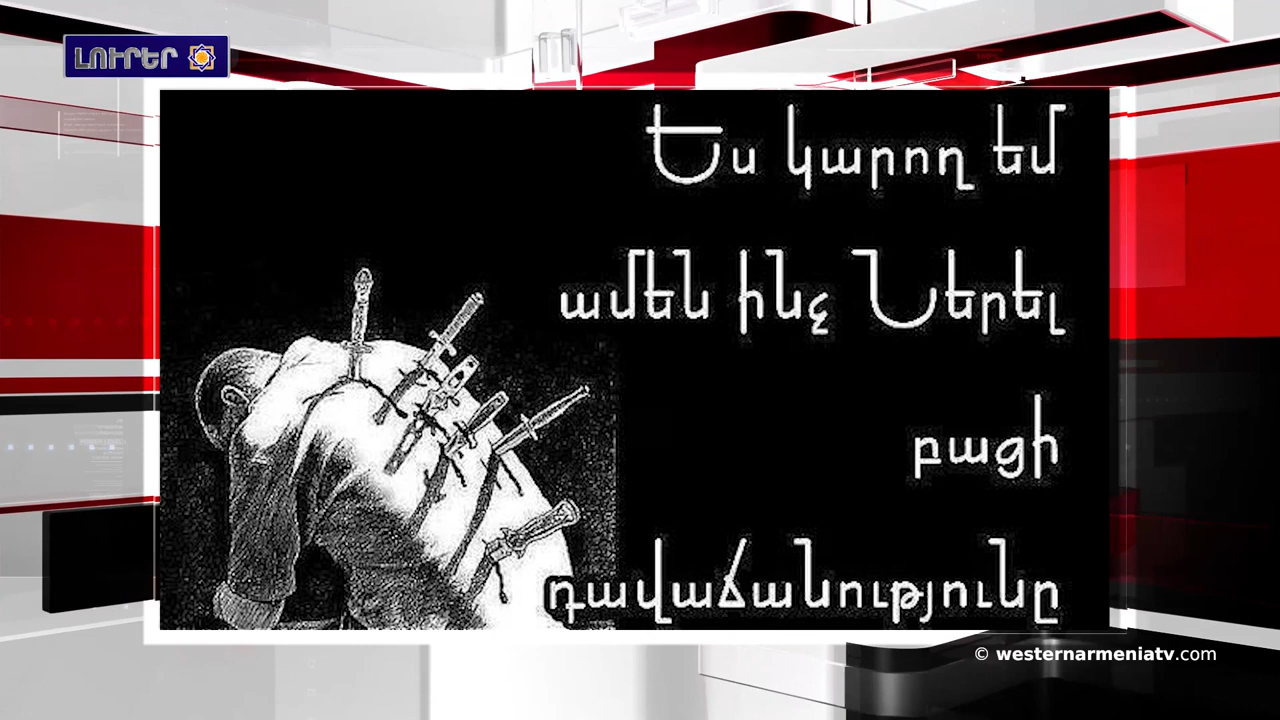 ԼՈՒՐԵՐ
Ես կարող եմ
ամեն ինչ Ներել
բացի
դավաճանությունը
© westernarmeniatv.com